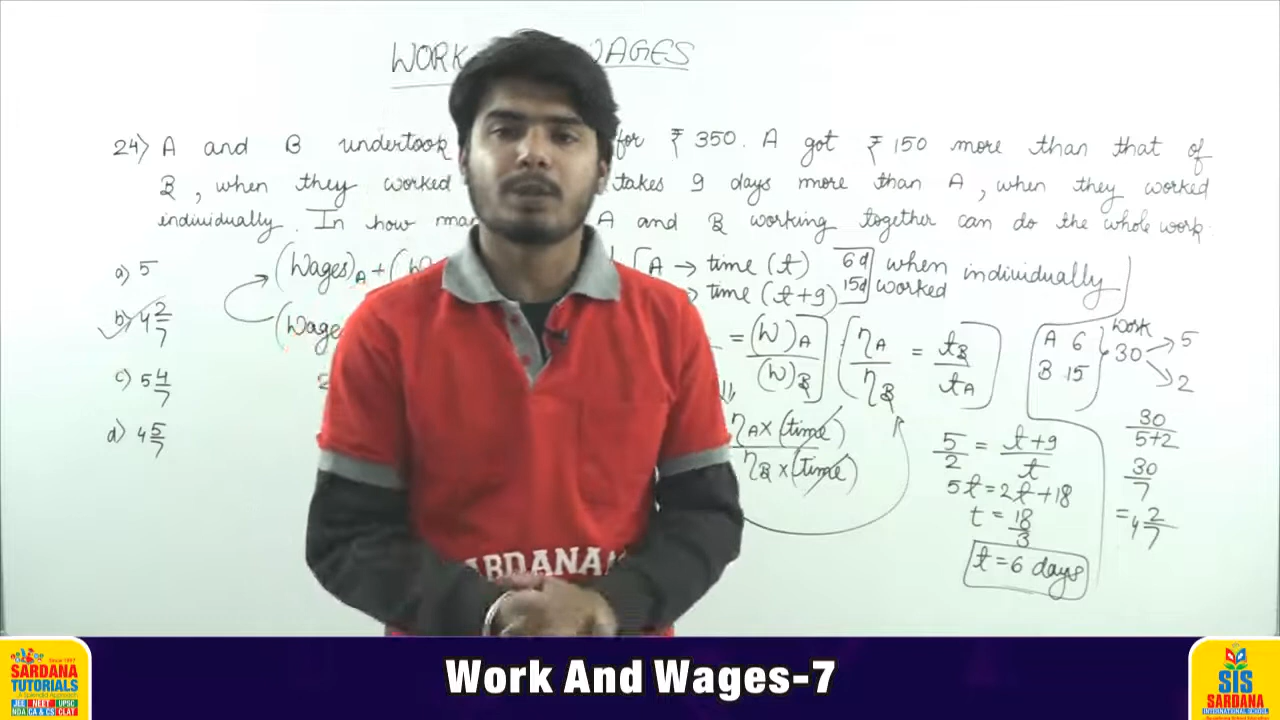 WORK WAGES
24) A and B undertook for ₹ 350. A got ₹ 150 more than that of
B, when they worked takes 9 days more than A, when they worked
individually. In how A and B working together can do the whole work.
a) 5
b) 4 2/7
c) 5 4/7
d) 4 5/7
(Wages)A + (
(Wage
A → time (t) 6d when individually
→ time (t+9) 15d worked
= (W)A / (W)B
ηA / ηB = tB / tA
ηA × (time)
ηB × (time)
A 6
B 15
Work
30 → 5
→ 2
5/2 = t+9/t
5t = 2t + 18
t = 18/3
t = 6 days
30/5+2
30/7
= 4 2/7
Work And Wages-7
Since 1987
SARDANA
TUTORIALS
A Splendid Approach
JEE NEET UPSC
NDA CA & CS CLAT
SIS
SARDANA
INTERNATIONAL SCHOOL